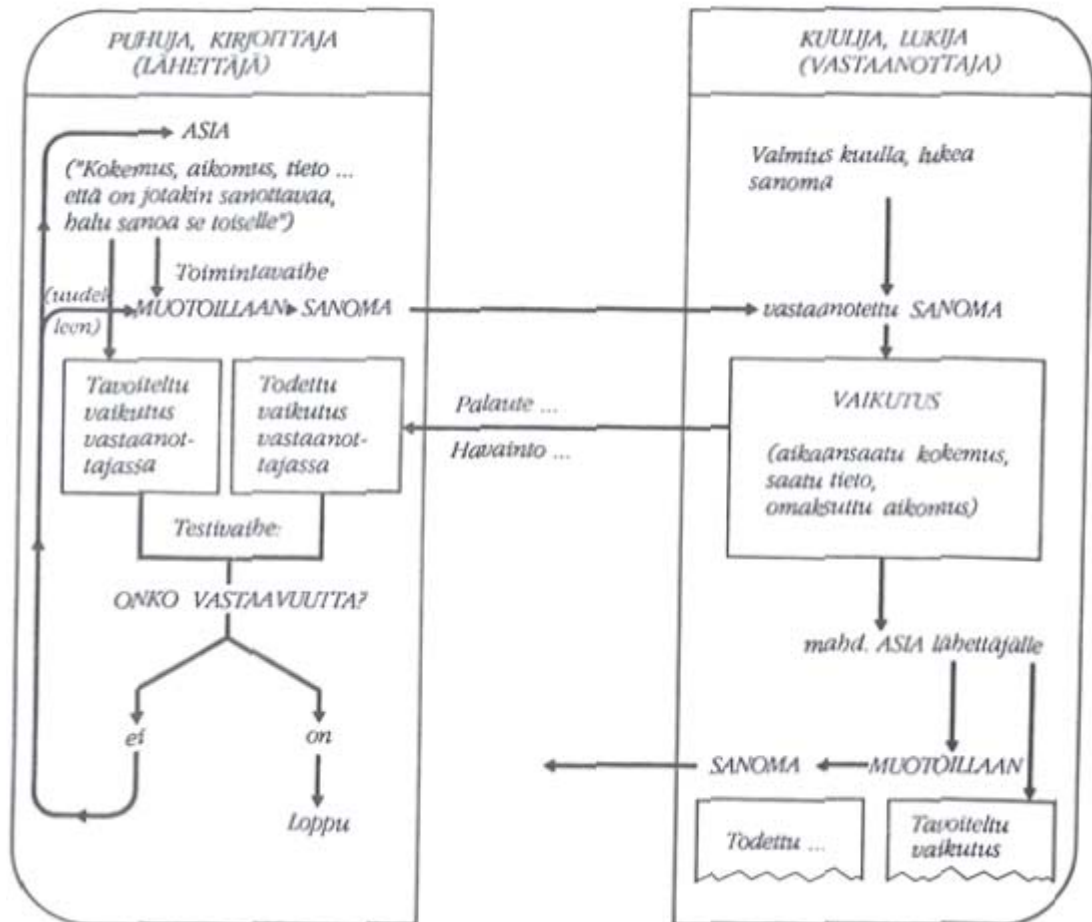 PUHUJA, KIRJOITTAJA
(LÄHETTÄJÄ)
ASIA
("Kokemus, aikomus, tieto ...
että on jotakin sanottavaa,
halu sanoa se toiselle")
Toimintavaihe
(uudel
leen)
MUOTOILLAAN SANOMA
Tavoiteltu
vaikutus
vastaanot-
tajassa
Todettu
vaikutus
vastaanot-
tajassa
Testivaihe:
ONKO VASTAAVUUTTA?
ei
on
Loppu
Palaute ...
Havainto ...
KUULIJA, LUKIJA
(VASTAANOTTAJA)
Valmius kuulla, lukea
sanoma
vastaanotettu SANOMA
VAIKUTUS
(aikaansaatu kokemus,
saatu tieto,
omaksuttu aikomus)
mahd. ASIA lähettäjälle
SANOMA MUOTOILLAAN
Todettu ...
Tavoiteltu
vaikutus